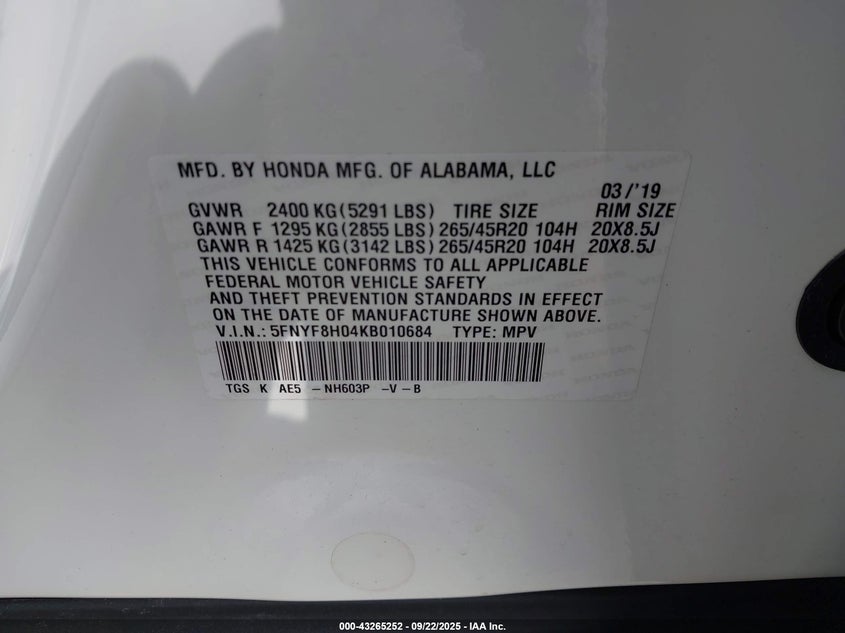 MFD. BY HONDA MFG. OF ALABAMA, LLC
03/'19
GVWR 2400 KG(5291 LBS) TIRE SIZE RIM SIZE
GAWR F 1295 KG(2855 LBS) 265/45R20 104H 20X8.5J
GAWR R 1425 KG(3142 LBS) 265/45R20 104H 20X8.5J
THIS VEHICLE CONFORMS TO ALL APPLICABLE
FEDERAL MOTOR VEHICLE SAFETY
AND THEFT PREVENTION STANDARDS IN EFFECT
ON THE DATE OF MANUFACTURE SHOWN ABOVE.
V.I.N.: 5FNYF8H04KB010684 TYPE: MPV
TGS K AE5 -NH603P -V-B
000-43265252 - 09/22/2025 - IAA Inc.